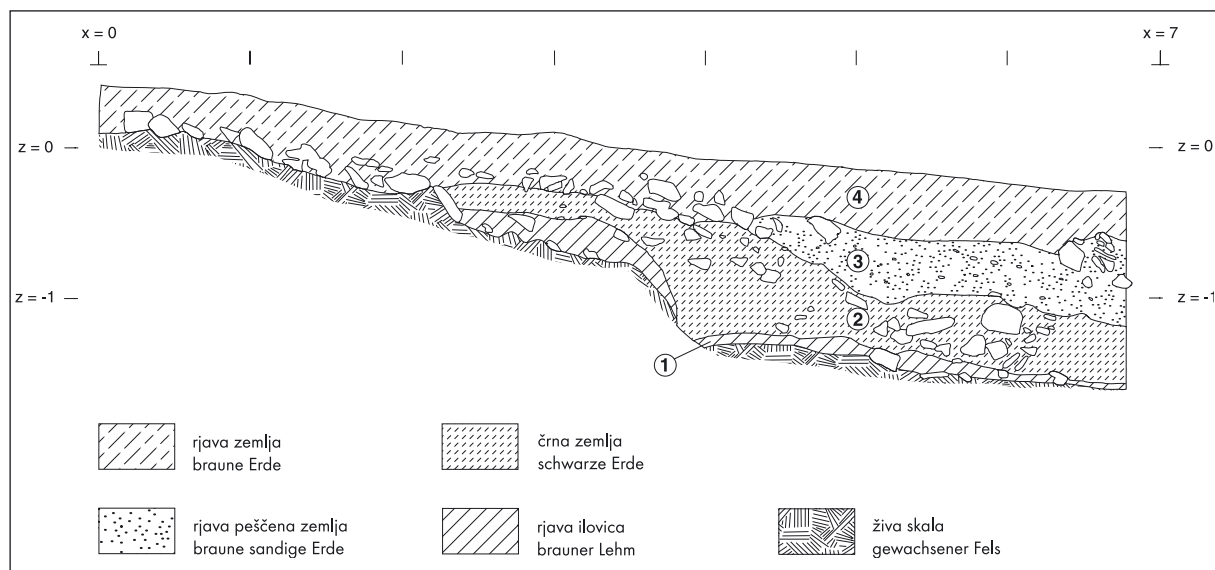 x = 0
x = 7
z = 0
z = 0
4
3
z = -1
z = -1
2
1
rjava zemlja
braune Erde
črna zemlja
schwarze Erde
rjava peščena zemlja
braune sandige Erde
rjava ilovica
brauner Lehm
živa skala
gewachsener Fels